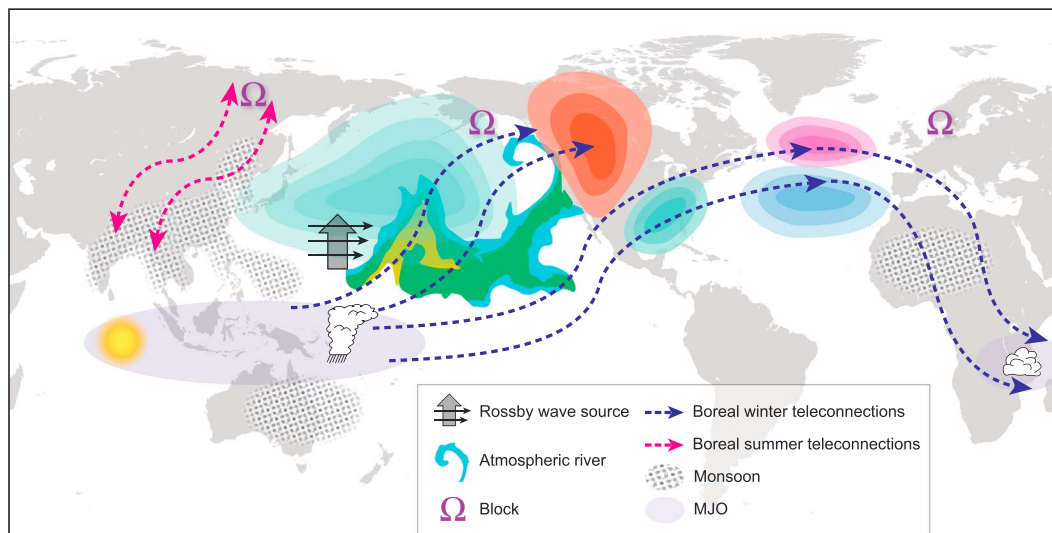 Ω
Ω
Ω
Rossby wave source
Boreal winter teleconnections
Boreal summer teleconnections
Atmospheric river
Monsoon
Ω Block
MJO